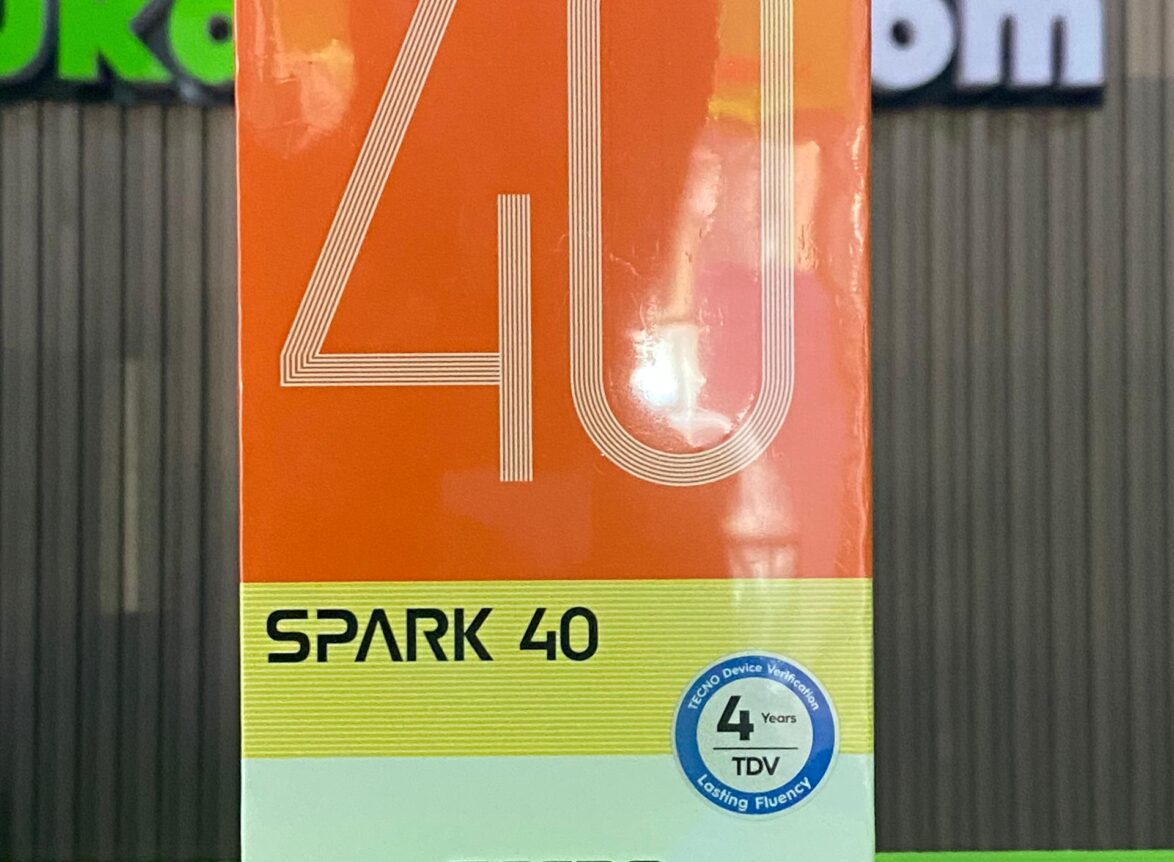 40
SPARK 40
TECNO Device Verification
4 Years
TDV
Lasting Fluency